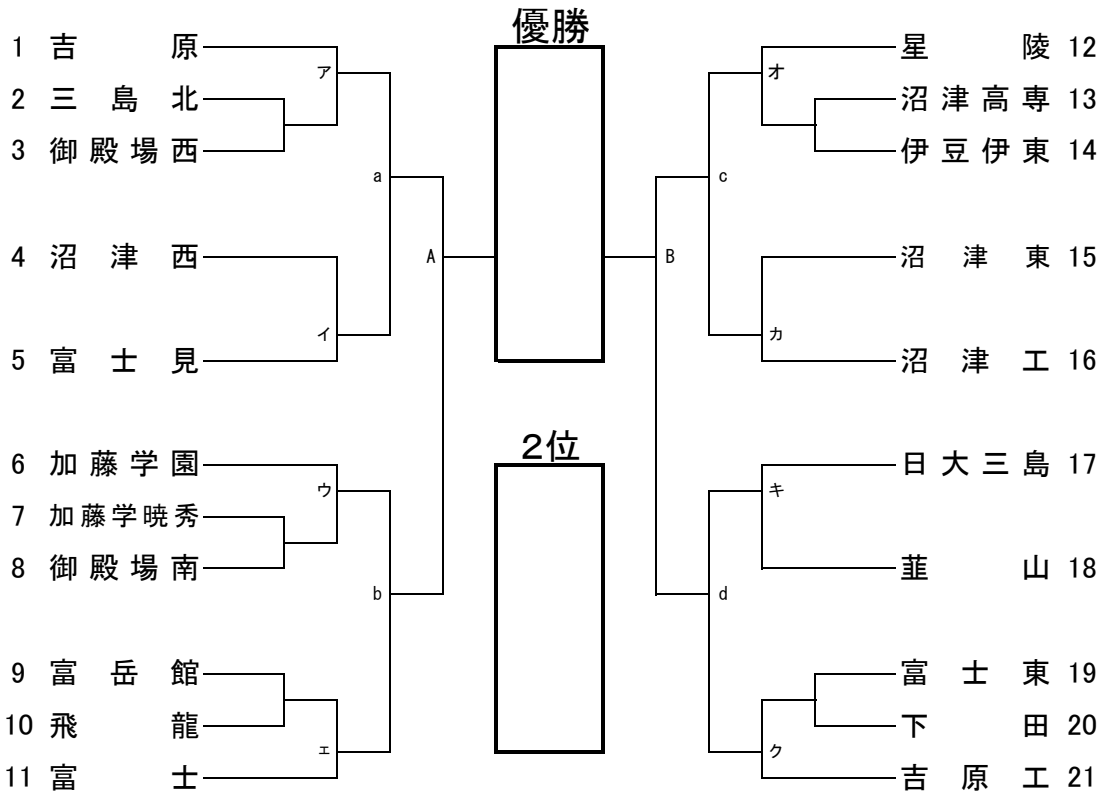 優勝
1 吉原
ア
2 三島北
3 御殿場西
a
4 沼津西
A
イ
5 富士見
6 加藤学園
ウ
7 加藤学暁秀
8 御殿場南
b
9 富岳館
10 飛龍
エ
11 富士
2位
星陵 12
オ
沼津高専 13
伊豆伊東 14
c
沼津東 15
B
カ
沼津工 16
日大三島 17
キ
韮山 18
d
富士東 19
下田 20
ク
吉原工 21